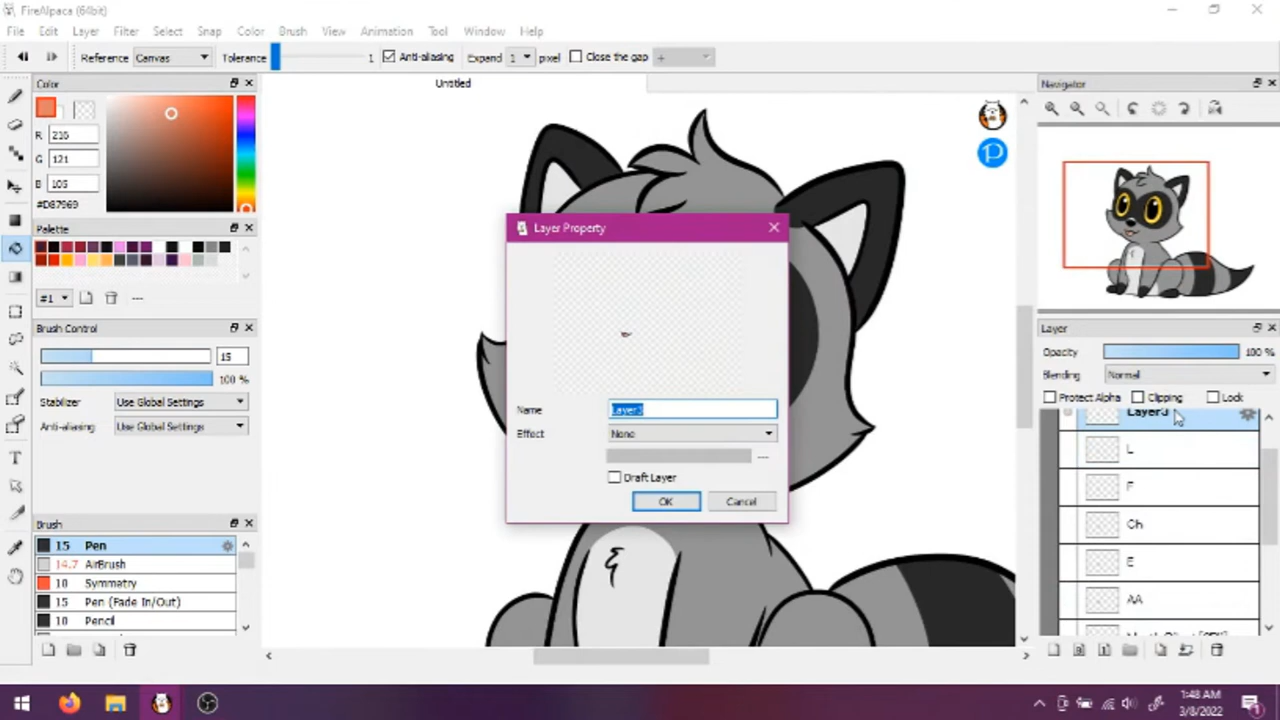 FireAlpaca (64bit)
File Edit Layer Filter Select Snap Color Brush View Animation Tool Window Help
Reference Canvas Tolerance 1 Anti-aliasing Expand 1 pixel Close the gap +
Color
Untitled
Navigator
R
G 121
B 105
#D87969
Palette
#1
Brush Control
15
100 %
Stabilizer Use Global Settings
Anti-aliasing Use Global Settings
Brush
15 Pen
14.7 AirBrush
10 Symmetry
15 Pen (Fade In/Out)
10 Pencil
Layer Property
Name Layer3
Effect None
---
Draft Layer
OK Cancel
Layer
Opacity 100 %
Blending Normal
Protect Alpha Clipping Lock
Layer3
L
F
Ch
E
AA
1:48 AM
3/8/2022